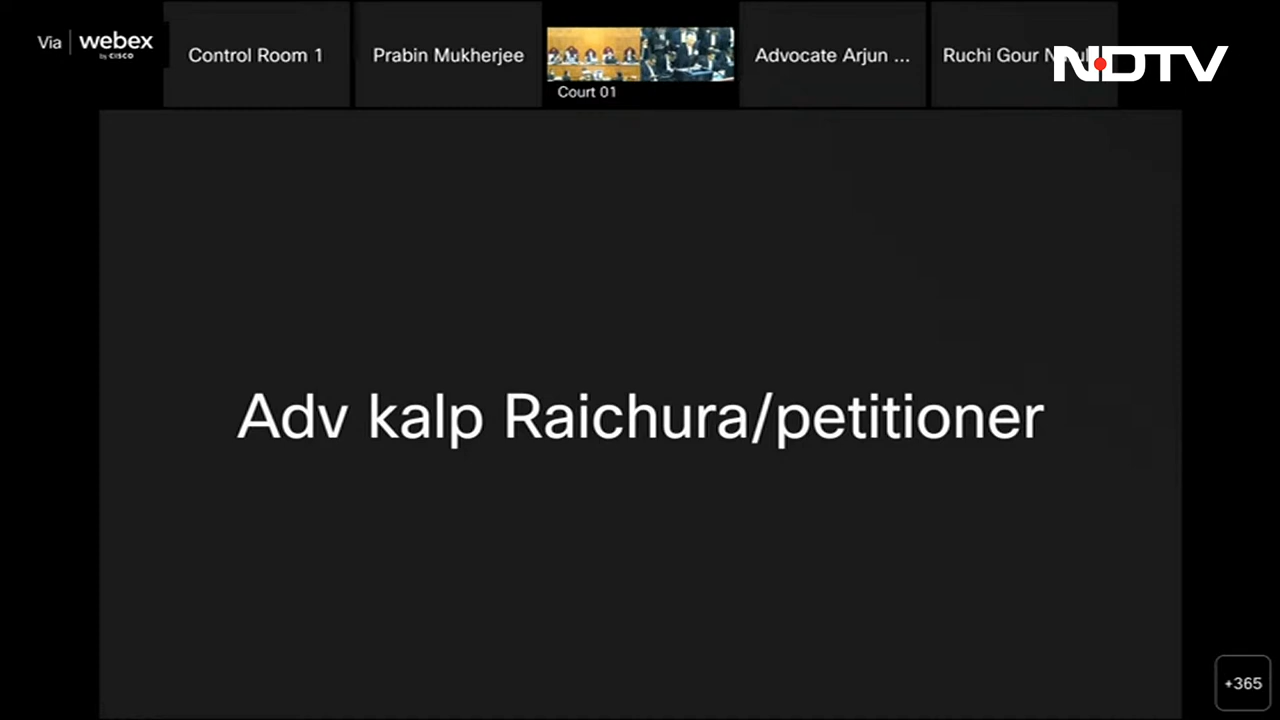 Via webex
by CISCO
Control Room 1
Prabin Mukherjee
Court 01
Advocate Arjun ...
Ruchi Gour
NDTV
Adv kalp Raichura/petitioner
+365